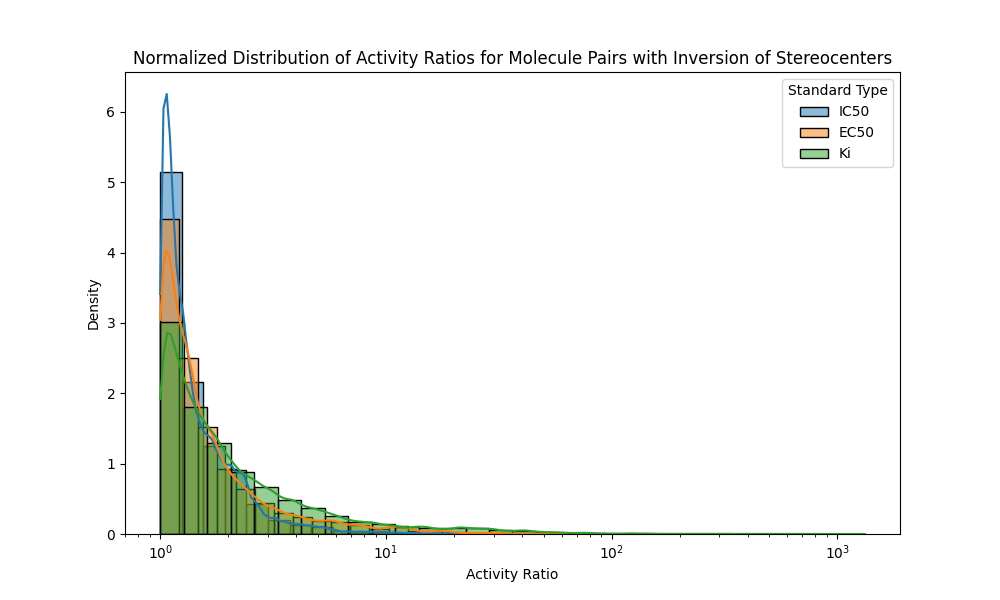 Normalized Distribution of Activity Ratios for Molecule Pairs with Inversion of Stereocenters
Standard Type
IC50
EC50
Ki
6
5
4
3
2
1
0
Density
10⁰
10¹
10²
10³
Activity Ratio